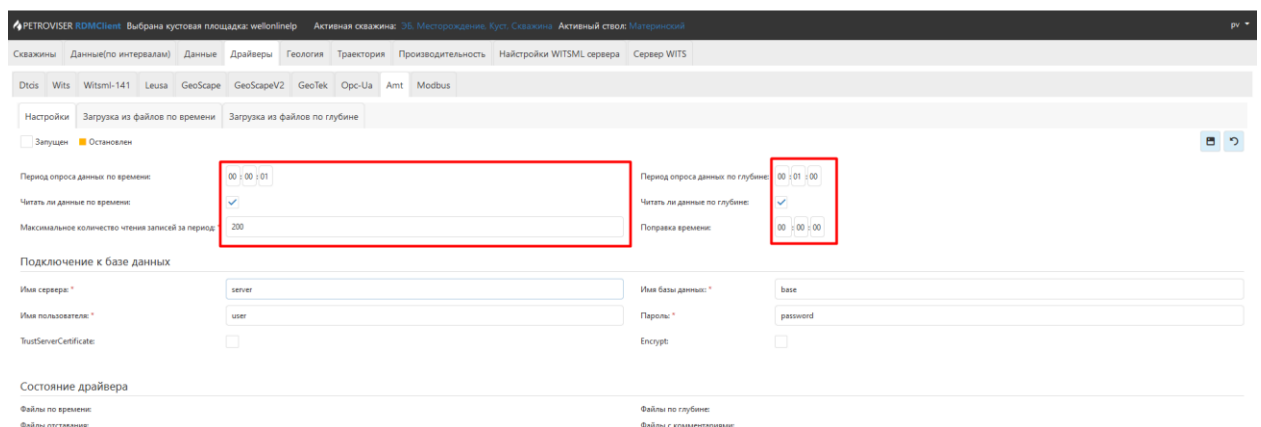 PETROVISER RDMClient Выбрана кустовая площадка: wellonlinelp Активная скважина: ЭБ. Месторождение. Куст. Скважина Активный ствол: Материнский pv
Скважины Данные(по интервалам) Данные Драйверы Геология Траектория Производительность Найстройки WITSML сервера Сервер WITS
Dtcis Wits Witsml-141 Leusa GeoScape GeoScapeV2 GeoTek Opc-Ua Amt Modbus
Настройки Загрузка из файлов по времени Загрузка из файлов по глубине
Запущен Остановлен
Период опроса данных по времени: 00 : 00 : 01 Период опроса данных по глубине: 00 : 01 : 00
Читать ли данные по времени: Читать ли данные по глубине:
Максимальное количество чтения записей за период: * 200 Поправка времени: 00 : 00 : 00
Подключение к базе данных
Имя сервера: * server Имя базы данных: * base
Имя пользователя: * user Пароль: * password
TrustServerCertificate: Encrypt:
Состояние драйвера
Файлы по времени: Файлы по глубине:
Файлы отставания: Файлы с комментариями: